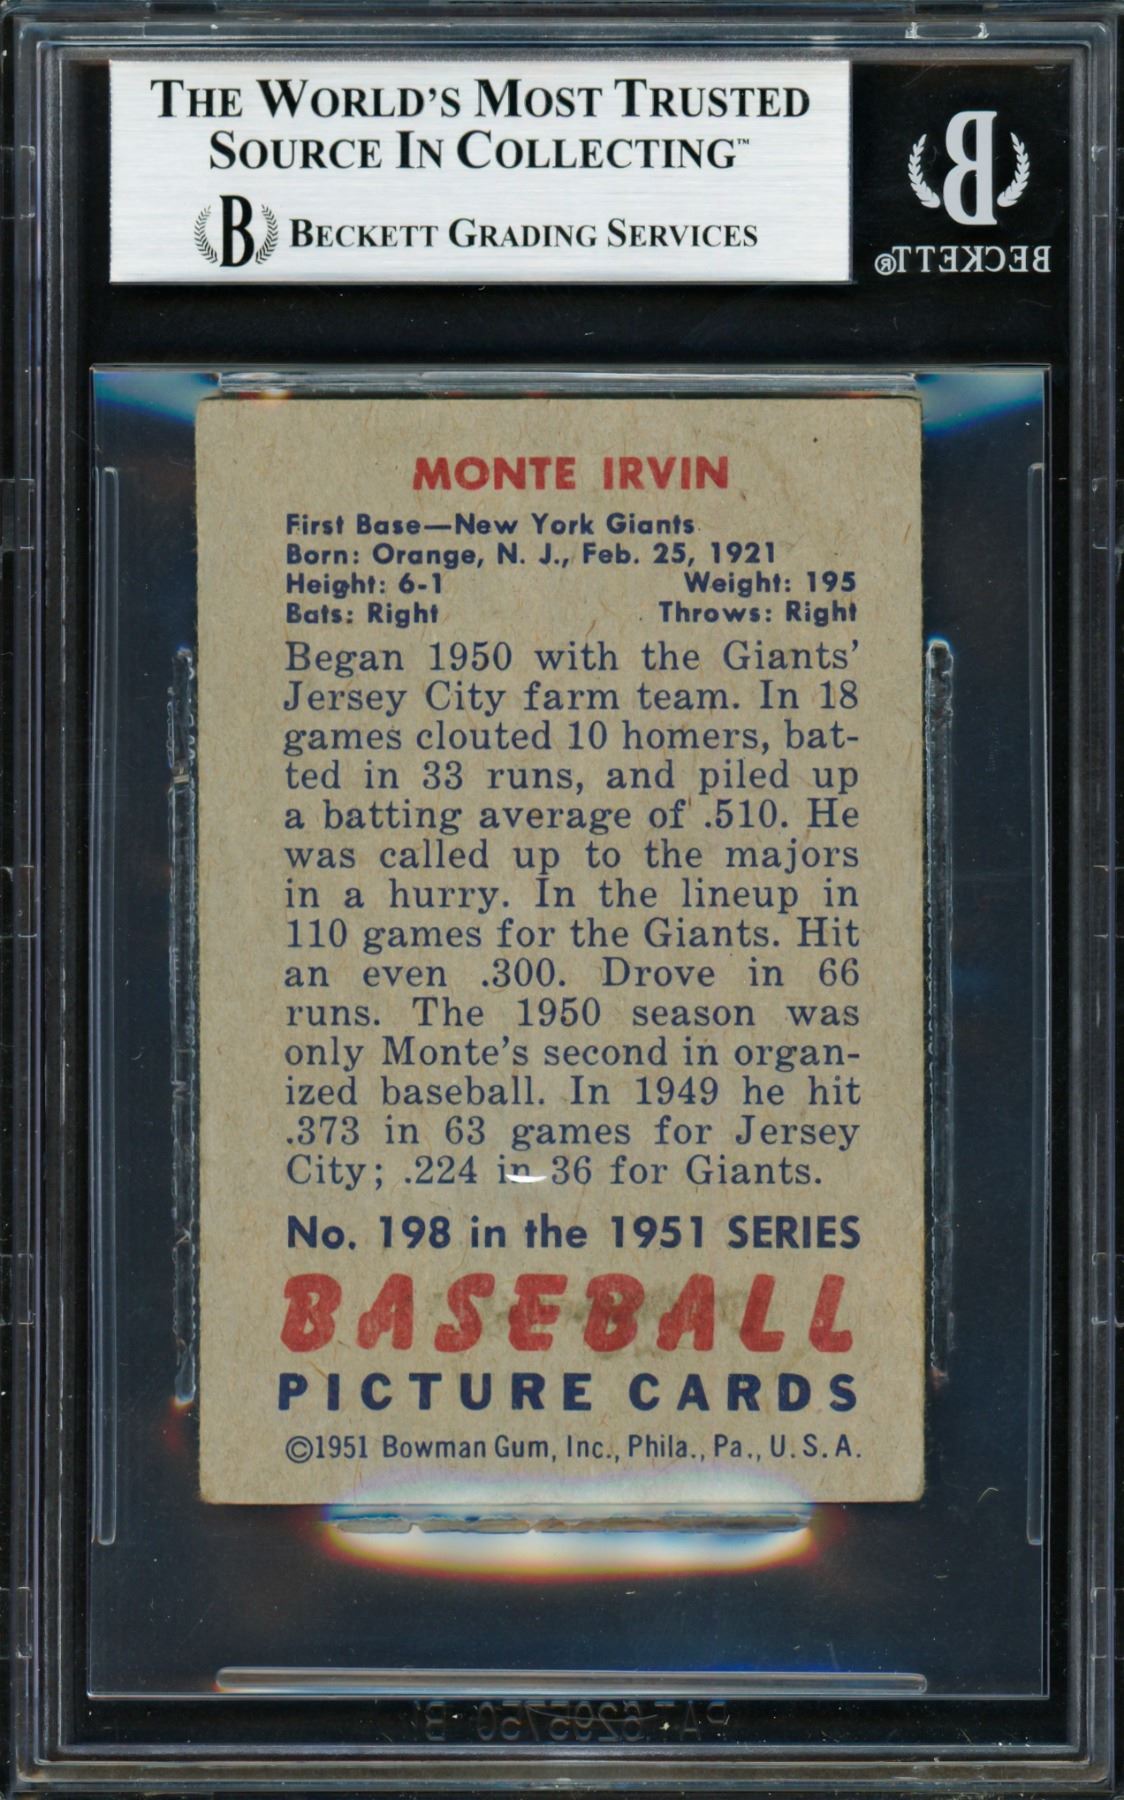 THE WORLD'S MOST TRUSTED
SOURCE IN COLLECTING™
B BECKETT GRADING SERVICES
B
BECKETT®
MONTE IRVIN
First Base—New York Giants
Born: Orange, N. J., Feb. 25, 1921
Height: 6-1 Weight: 195
Bats: Right Throws: Right
Began 1950 with the Giants'
Jersey City farm team. In 18
games clouted 10 homers, bat-
ted in 33 runs, and piled up
a batting average of .510. He
was called up to the majors
in a hurry. In the lineup in
110 games for the Giants. Hit
an even .300. Drove in 66
runs. The 1950 season was
only Monte's second in organ-
ized baseball. In 1949 he hit
.373 in 63 games for Jersey
City; .224 in 36 for Giants.
No. 198 in the 1951 SERIES
BASEBALL
PICTURE CARDS
©1951 Bowman Gum, Inc., Phila., Pa., U. S. A.
PAT 6295750 B1